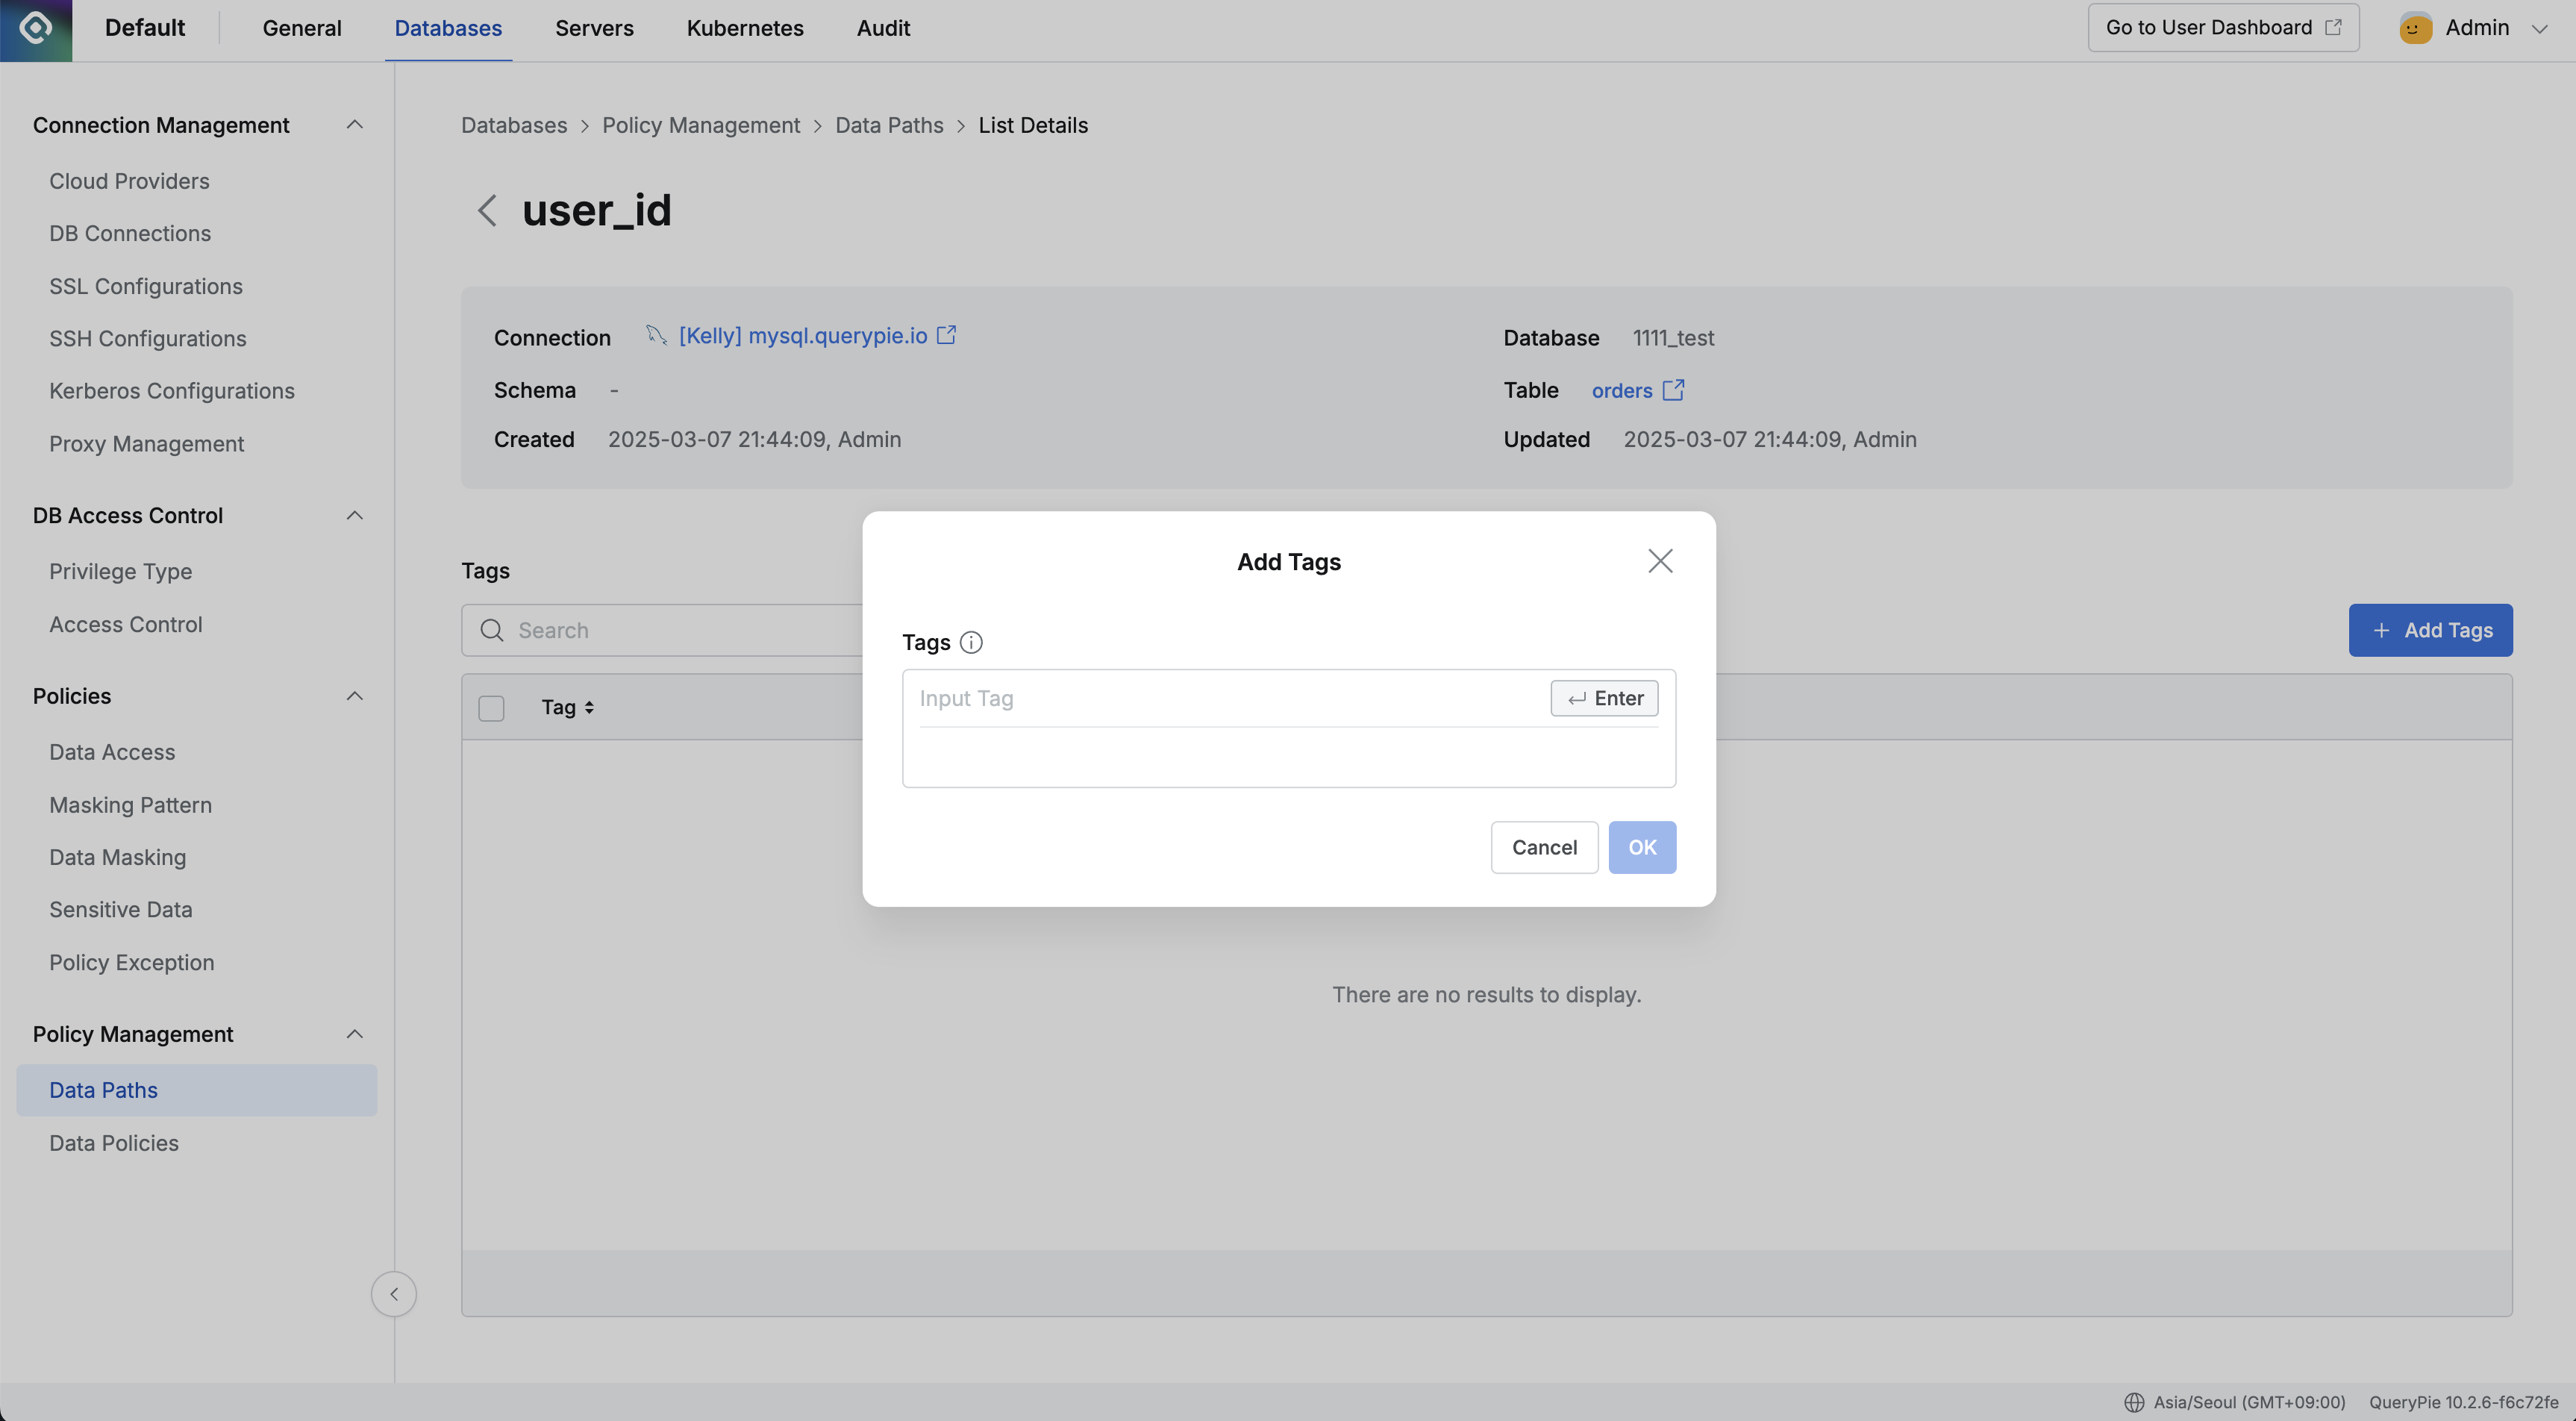 Default
General
Databases
Servers
Kubernetes
Audit
Go to User Dashboard
Admin
Connection Management
Cloud Providers
DB Connections
SSL Configurations
SSH Configurations
Kerberos Configurations
Proxy Management
DB Access Control
Privilege Type
Access Control
Policies
Data Access
Masking Pattern
Data Masking
Sensitive Data
Policy Exception
Policy Management
Data Paths
Data Policies
Databases > Policy Management > Data Paths > List Details
user_id
Connection [Kelly] mysql.querypie.io
Database 1111_test
Schema -
Table orders
Created 2025-03-07 21:44:09, Admin
Updated 2025-03-07 21:44:09, Admin
Tags
Search
+ Add Tags
Tag
There are no results to display.
Add Tags
Tags
Input Tag
Enter
Cancel
OK
Asia/Seoul (GMT+09:00)
QueryPie 10.2.6-f6c72fe